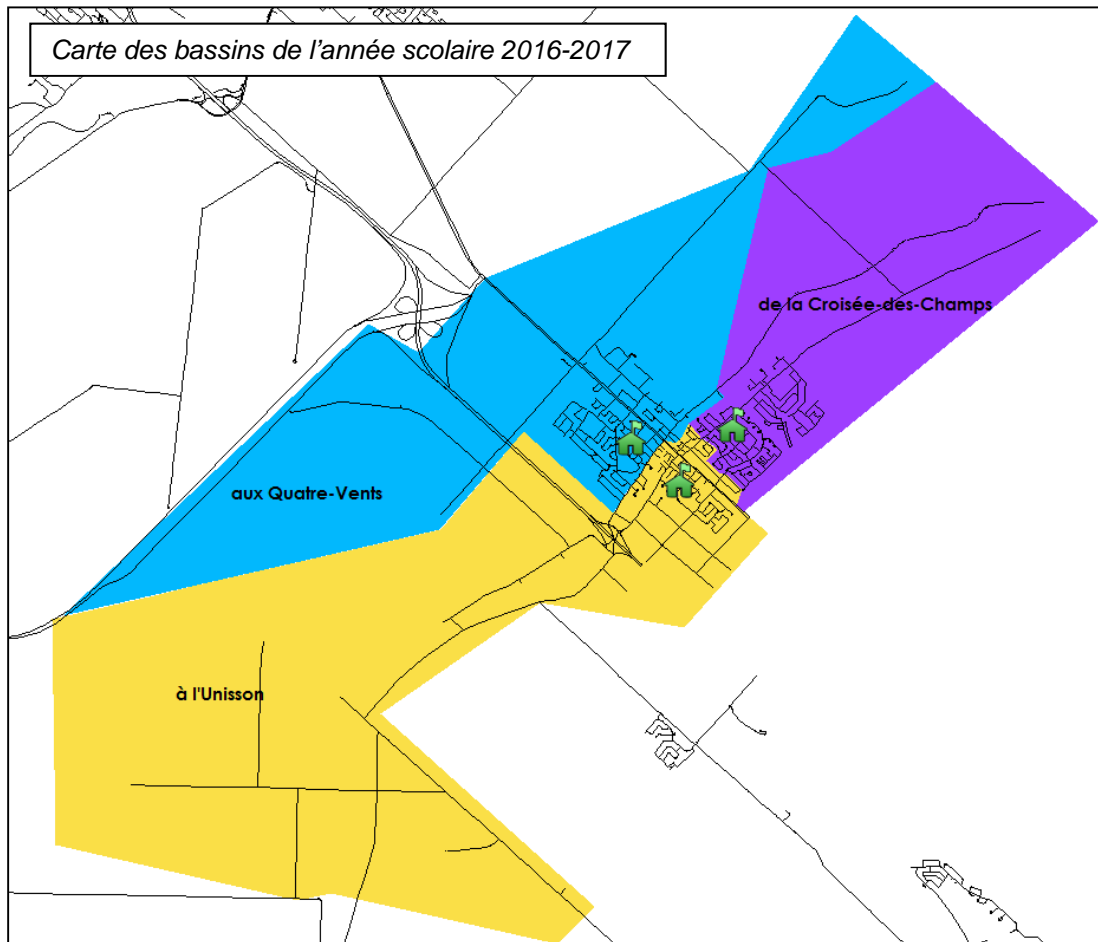 Carte des bassins de l’année scolaire 2016-2017
de la Croisée-des-Champs
aux Quatre-Vents
à l'Unisson